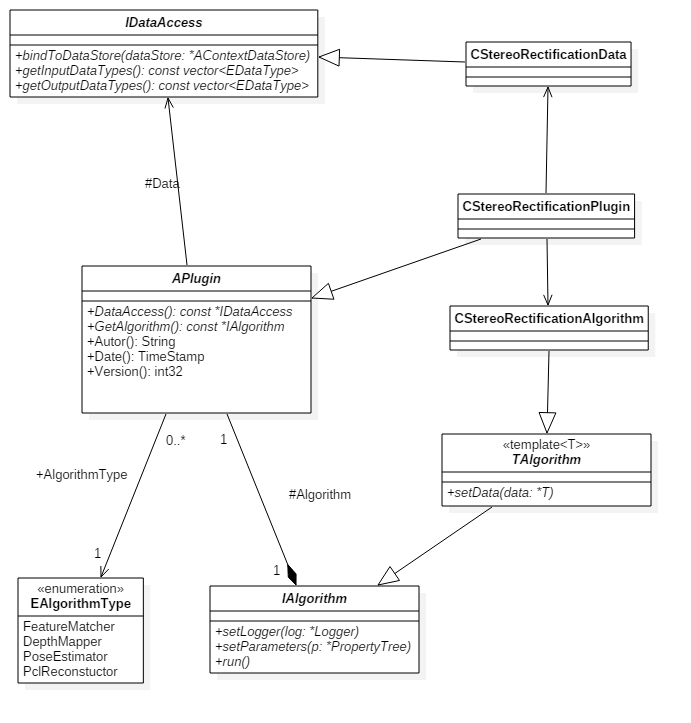 IDataAccess
+bindToDataStore(dataStore: *AContextDataStore)
+getInputDataTypes(): const vector<EDataType>
+getOutputDataTypes(): const vector<EDataType>
CStereoRectificationData
#Data
CStereoRectificationPlugin
APlugin
+DataAccess(): const *IDataAccess
+GetAlgorithm(): const *IAlgorithm
+Autor(): String
+Date(): TimeStamp
+Version(): int32
CStereoRectificationAlgorithm
0..*
1
+AlgorithmType
#Algorithm
«template<T>»
TAlgorithm
+setData(data: *T)
1
1
«enumeration»
EAlgorithmType
FeatureMatcher
DepthMapper
PoseEstimator
PclReconstuctor
IAlgorithm
+setLogger(log: *Logger)
+setParameters(p: *PropertyTree)
+run()